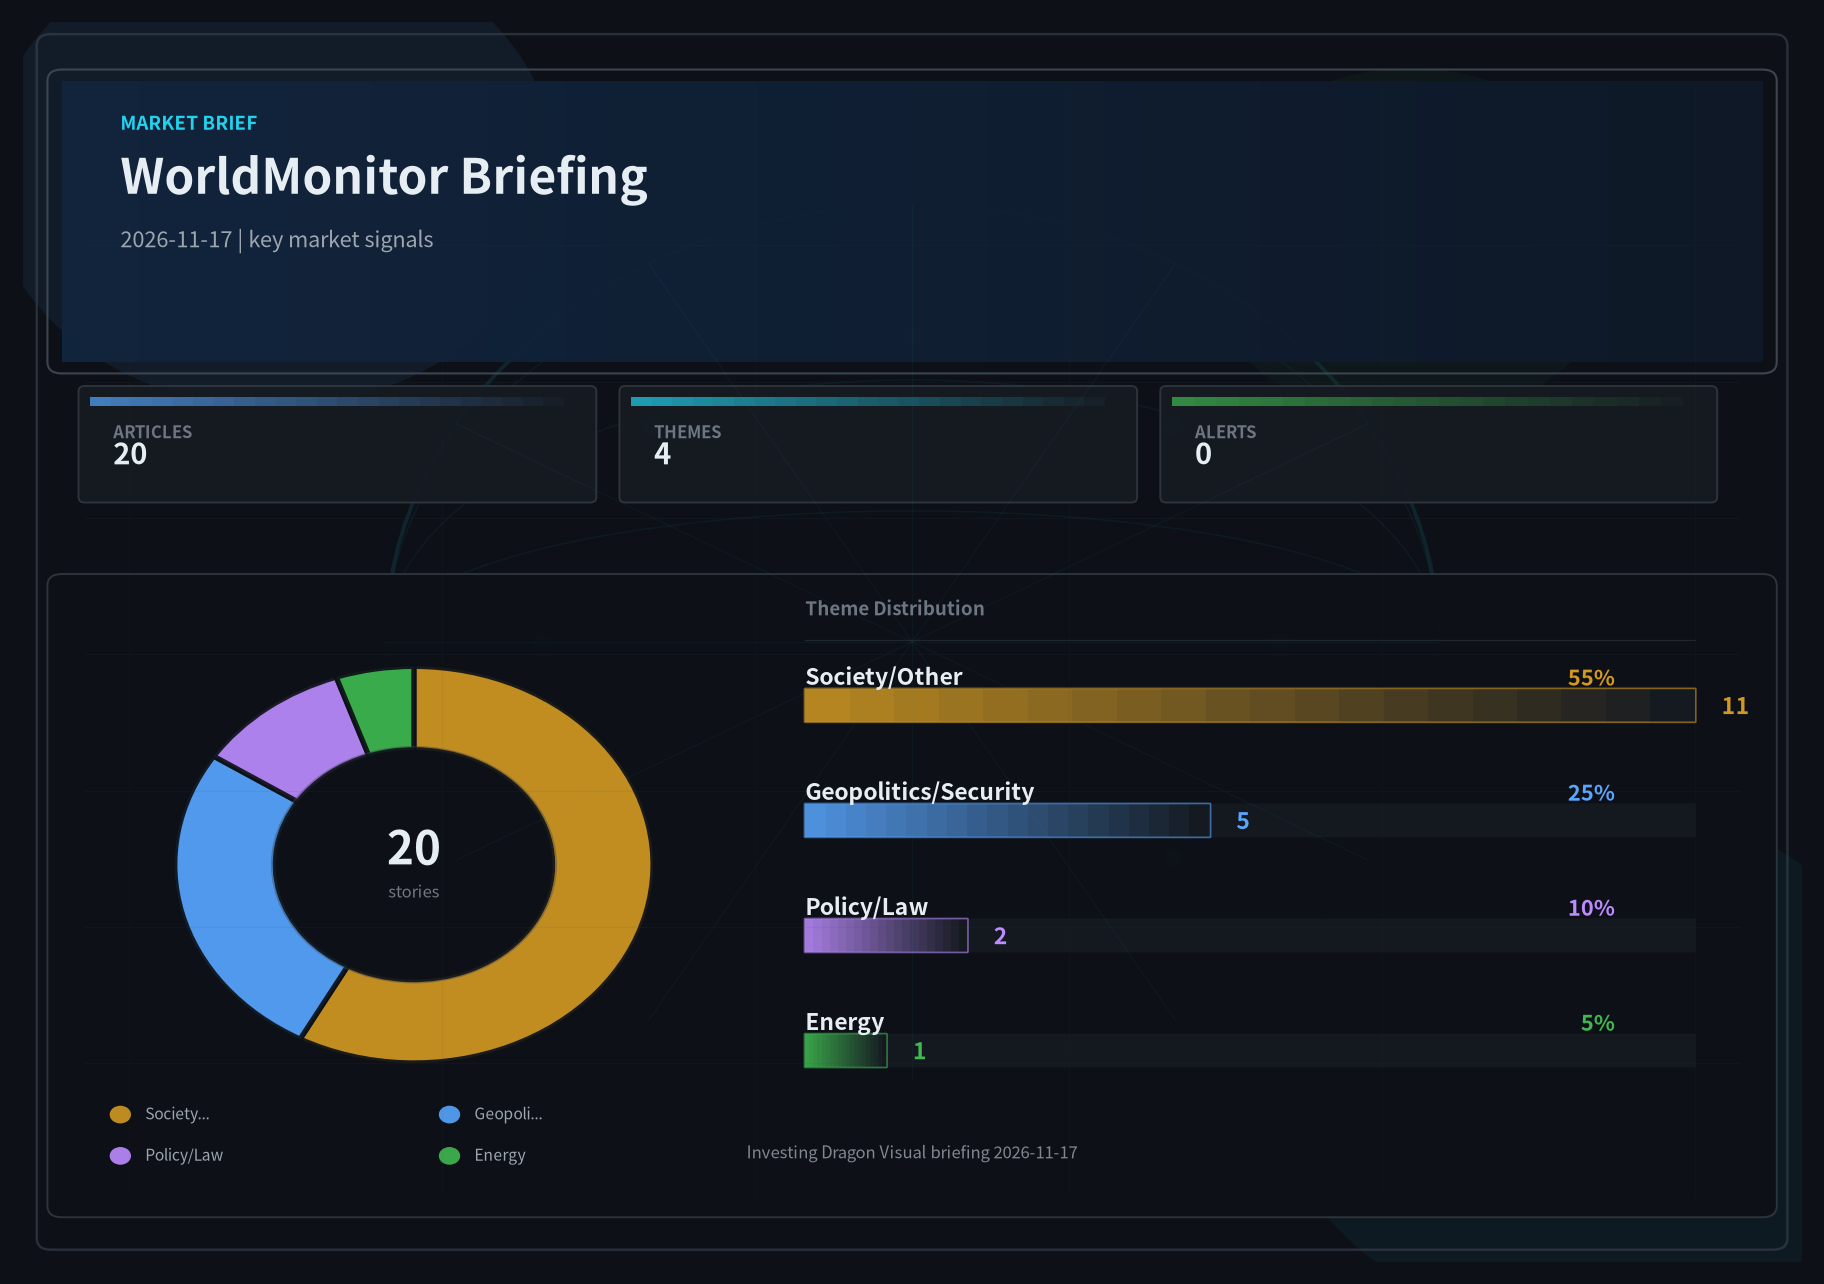 MARKET BRIEF
WorldMonitor Briefing
2026-11-17 | key market signals
ARTICLES
20
THEMES
4
ALERTS
0
Theme Distribution
Society/Other
55%
11
Geopolitics/Security
25%
5
Policy/Law
10%
2
Energy
5%
1
20
stories
Society...
Geopoli...
Policy/Law
Energy
Investing Dragon Visual briefing 2026-11-17